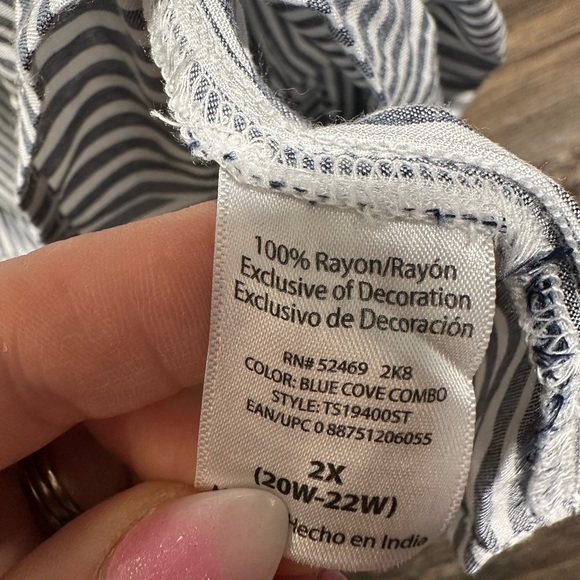 100% Rayon/Rayón
Exclusive of Decoration
Exclusivo de Decoración
RN# 52469 2K8
COLOR: BLUE COVE COMBO
STYLE: TS19400ST
EAN/UPC 0 88751206055
2X
(20W-22W)
Hecho en India